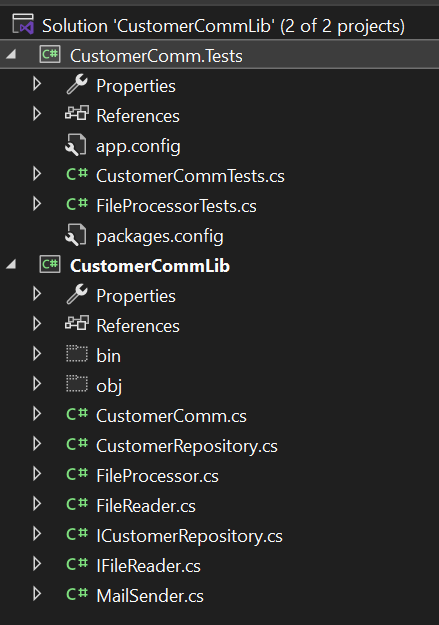 Solution 'CustomerCommLib' (2 of 2 projects)
C# CustomerComm.Tests
Properties
References
app.config
C# CustomerCommTests.cs
C# FileProcessorTests.cs
packages.config
C# CustomerCommLib
Properties
References
bin
obj
C# CustomerComm.cs
C# CustomerRepository.cs
C# FileProcessor.cs
C# FileReader.cs
C# ICustomerRepository.cs
C# IFileReader.cs
C# MailSender.cs